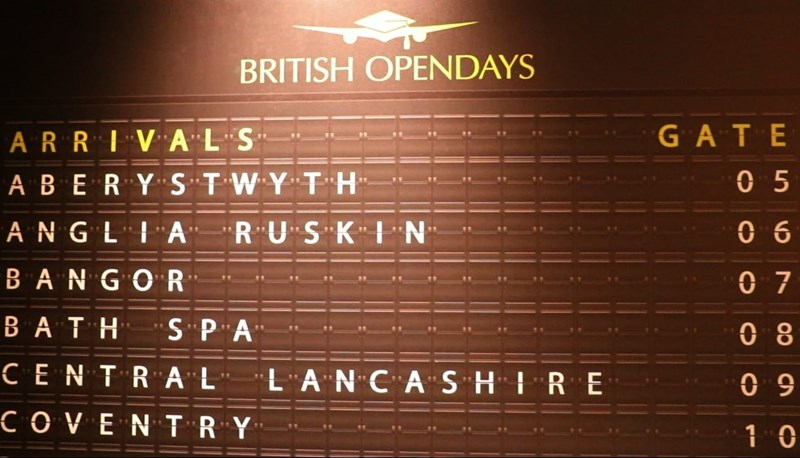 BRITISH OPENDAYS
ARRIVALS GATE
ABERYSTWYTH 05
ANGLIA RUSKIN 06
BANGOR 07
BATH SPA 08
CENTRAL LANCASHIRE 09
COVENTRY 10